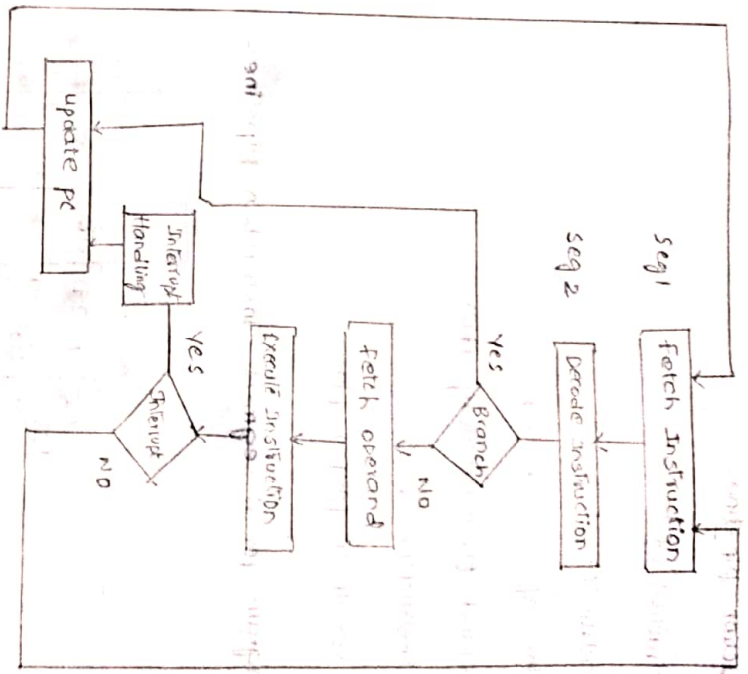 Seg1
Fetch Instruction
Seg 2
Decode Instruction
Branch
Yes
No
Fetch operand
Execute Instruction
Interrupt
Yes
No
Interrupt
Handling
update pc